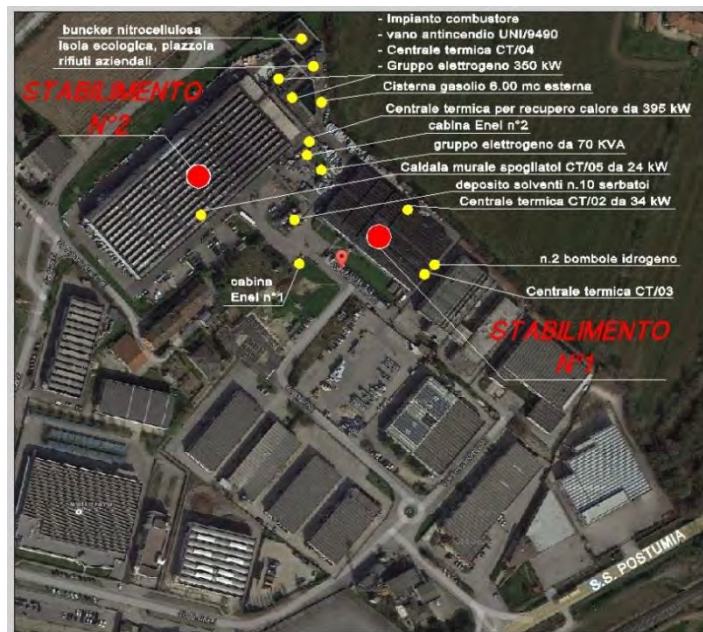 buncker nitrocellulosa
isola ecologica, piazzola
rifiuti aziendali
- Impianto combustore
- vano antincendio UNI/9490
- Centrale termica CT/04
- Gruppo elettrogeno 350 kW
Cisterna gasolio 6.00 mc esterna
STABILIMENTO
N°2
Centrale termica per recupero calore da 395 kW
cabina Enel n°2
gruppo elettrogeno da 70 KVA
Caldaia murale spogliatoi CT/05 da 24 kW
deposito solventi n.10 serbatoi
Centrale termica CT/02 da 34 kW
n.2 bombole idrogeno
cabina
Enel n°1
Centrale termica CT/03
STABILIMENTO
N°1
S.S. POSTUMIA